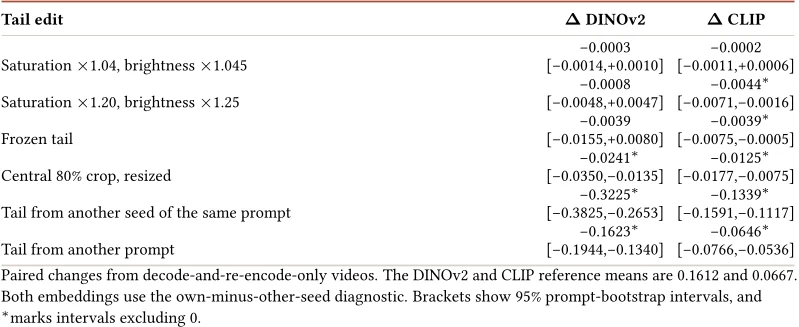 Tail edit Δ DINOv2 Δ CLIP
−0.0003 −0.0002
Saturation ×1.04, brightness ×1.045 [−0.0014,+0.0010] [−0.0011,+0.0006]
−0.0008 −0.0044*
Saturation ×1.20, brightness ×1.25 [−0.0048,+0.0047] [−0.0071,−0.0016]
−0.0039 −0.0039*
Frozen tail [−0.0155,+0.0080] [−0.0075,−0.0005]
−0.0241* −0.0125*
Central 80% crop, resized [−0.0350,−0.0135] [−0.0177,−0.0075]
−0.3225* −0.1339*
Tail from another seed of the same prompt [−0.3825,−0.2653] [−0.1591,−0.1117]
−0.1623* −0.0646*
Tail from another prompt [−0.1944,−0.1340] [−0.0766,−0.0536]
Paired changes from decode-and-re-encode-only videos. The DINOv2 and CLIP reference means are 0.1612 and 0.0667.
Both embeddings use the own-minus-other-seed diagnostic. Brackets show 95% prompt-bootstrap intervals, and
*marks intervals excluding 0.